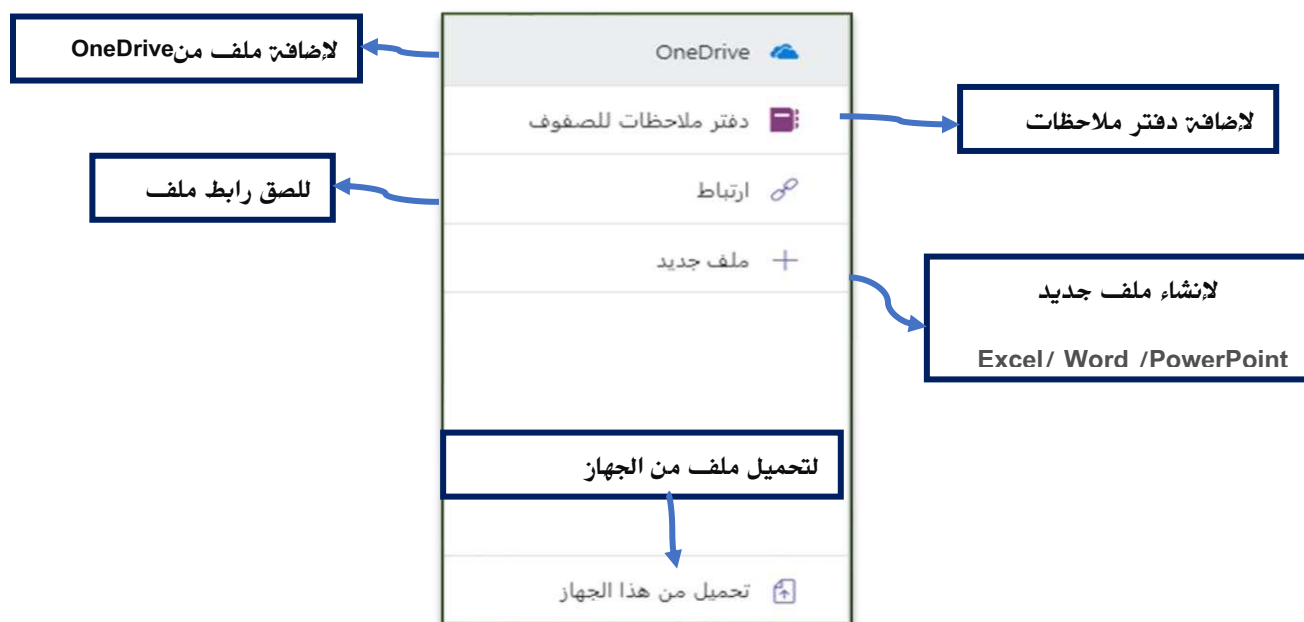 OneDrive
لإضافة ملف منOneDrive
دفتر ملاحظات للصفوف
لإضافة دفتر ملاحظات
ارتباط
للصق رابط ملف
ملف جديد
لإنشاء ملف جديد
Excel/ Word /PowerPoint
لتحميل ملف من الجهاز
تحميل من هذا الجهاز